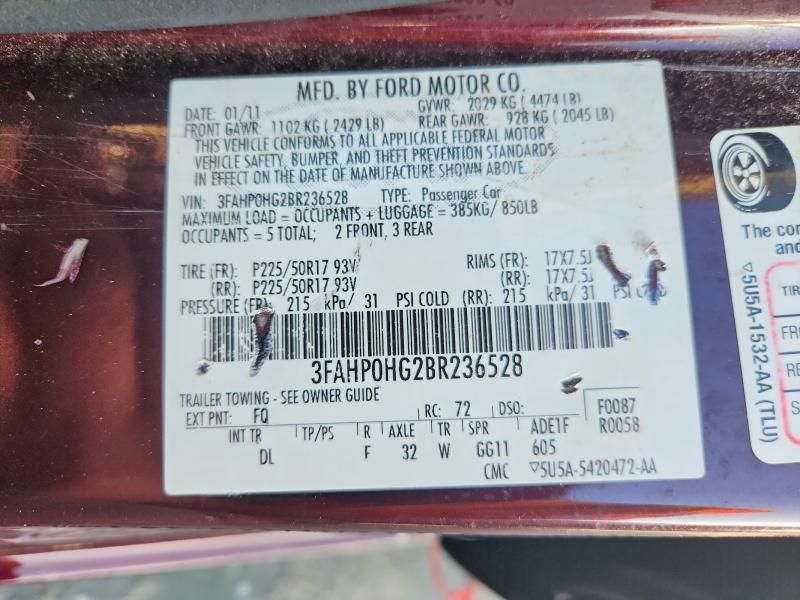 MFD. BY FORD MOTOR CO.
DATE: 01/11 GVWR: 2029 KG ( 4474 LB)
FRONT GAWR: 1102 KG ( 2429 LB) REAR GAWR: 928 KG ( 2045 LB)
THIS VEHICLE CONFORMS TO ALL APPLICABLE FEDERAL MOTOR
VEHICLE SAFETY, BUMPER, AND THEFT PREVENTION STANDARDS
IN EFFECT ON THE DATE OF MANUFACTURE SHOWN ABOVE.
VIN: 3FAHP0HG2BR236528 TYPE: Passenger Car
MAXIMUM LOAD = OCCUPANTS + LUGGAGE = 385KG/ 850LB
OCCUPANTS = 5 TOTAL; 2 FRONT, 3 REAR
TIRE (FR): P225/50R17 93V RIMS (FR): 17X7.5J
(RR): P225/50R17 93V (RR): 17X7.5J
PRESSURE (FR): 215 kPa/ 31 PSI COLD (RR): 215 kPa/ 31 PSI COLD
3FAHP0HG2BR236528
TRAILER TOWING - SEE OWNER GUIDE
EXT PNT: FQ RC: 72 DSO: F0087
INT TR TP/PS R AXLE TR SPR ADE1F R0058
DL F 32 W GG11 605
CMC ▽5U5A-5420472-AA
The con
and
▽5U5A-1532-AA (TLU)
TIR
FRO
RE
S